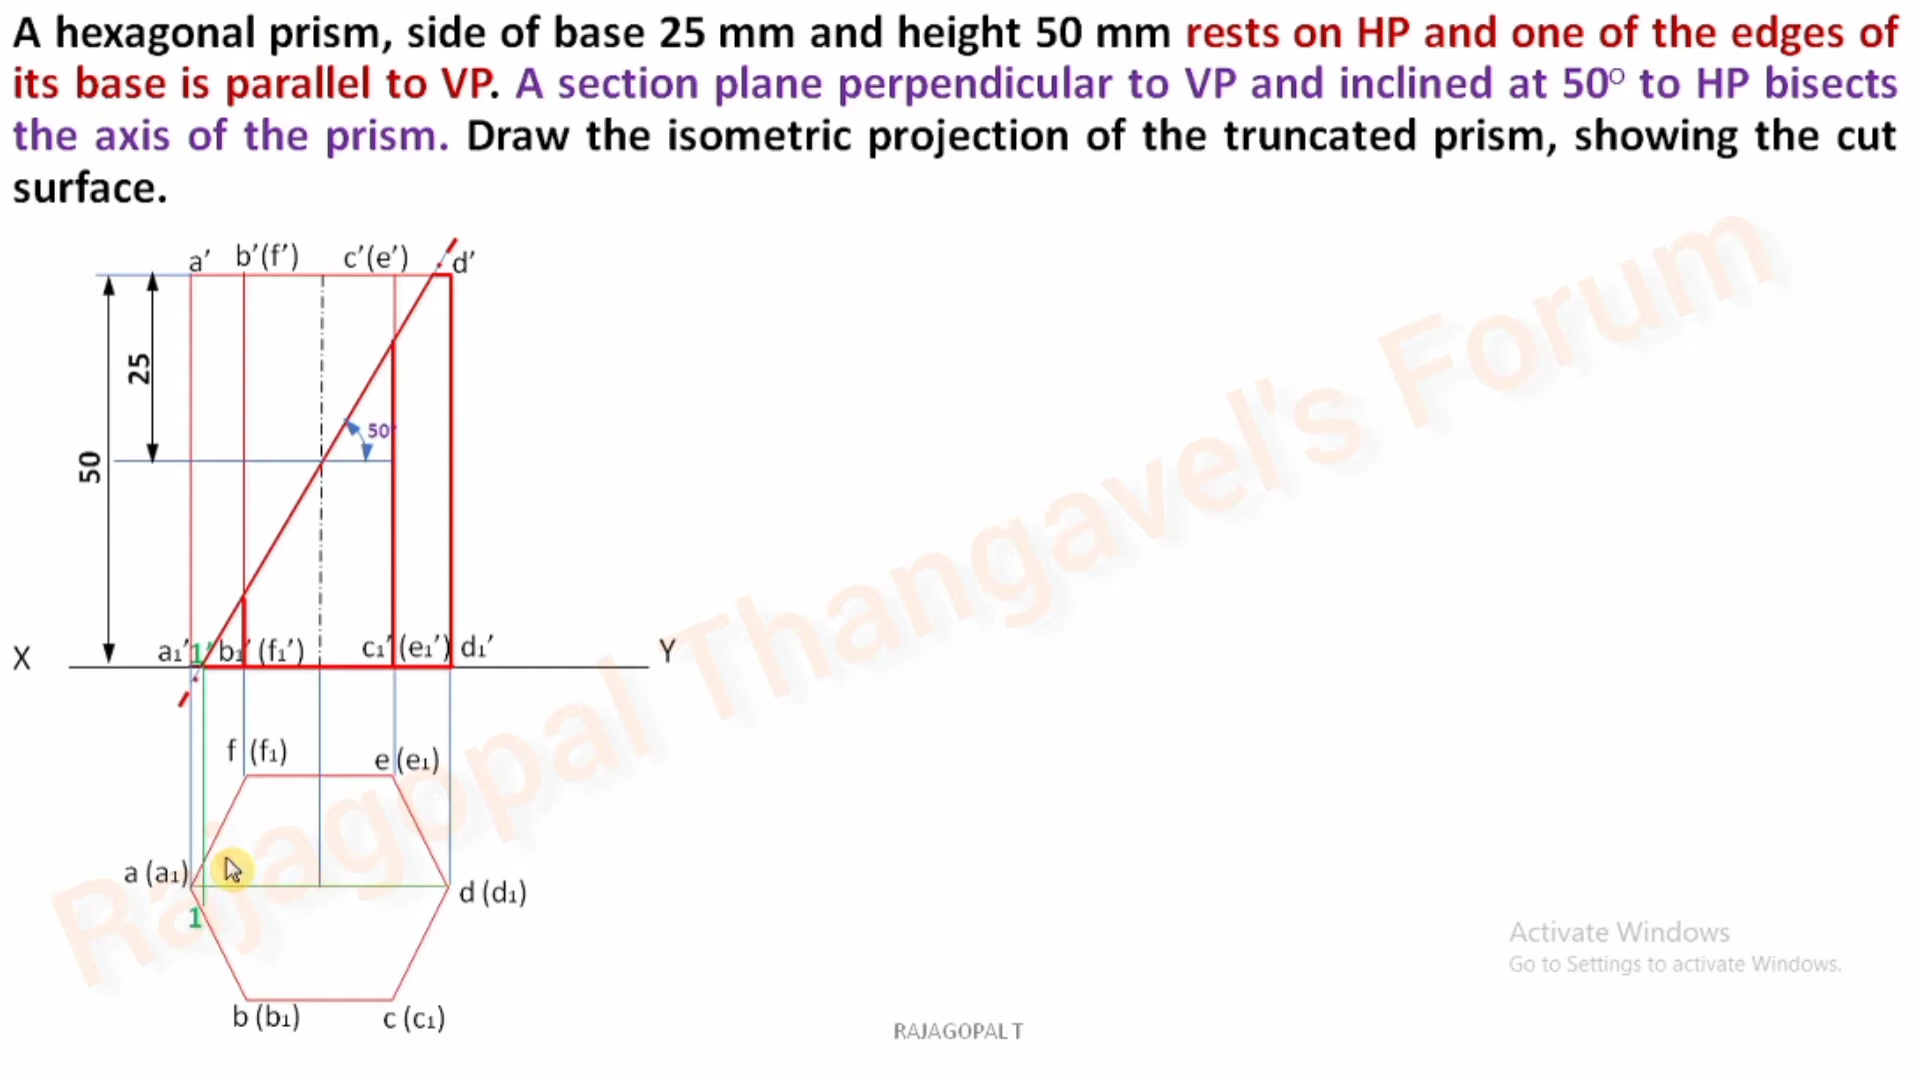 A hexagonal prism, side of base 25 mm and height 50 mm rests on HP and one of the edges of
its base is parallel to VP. A section plane perpendicular to VP and inclined at 50º to HP bisects
the axis of the prism. Draw the isometric projection of the truncated prism, showing the cut
surface.
a′ b′(f′) c′(e′) d′
25
50
50
X a₁′ 1′ b₁′ (f₁′) c₁′ (e₁′) d₁′ Y
f (f₁) e (e₁)
a (a₁) d (d₁)
1
b (b₁) c (c₁)
Rajagopal Thangavel's Forum
Activate Windows
Go to Settings to activate Windows.
RAJAGOPAL T